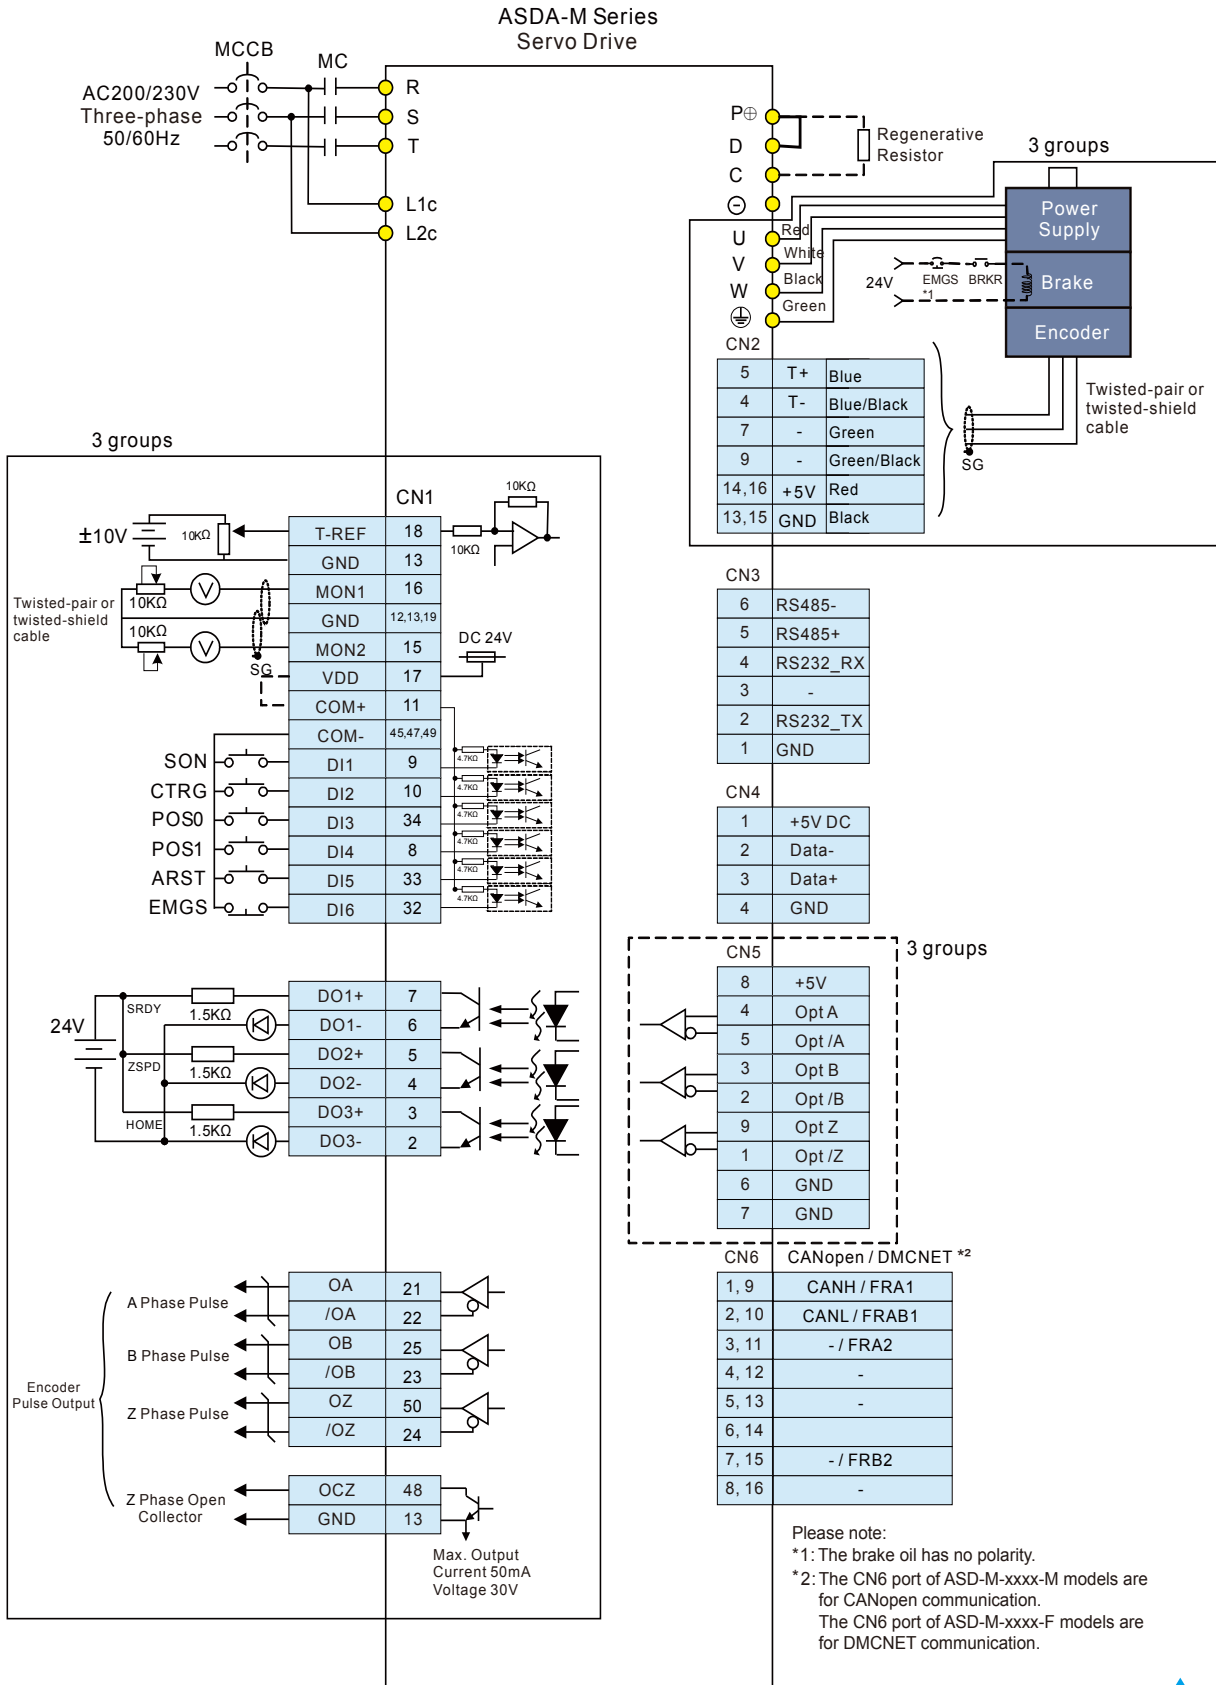 ASDA-M Series
Servo Drive
MCCB
MC
AC200/230V
Three-phase
50/60Hz
R
S
T
L1c
L2c
P⊕
D
C
⊖
U
V
W
Regenerative
Resistor
3 groups
Red
White
Black
Green
Power
Supply
Brake
Encoder
24V
EMGS
*1
BRKR
CN2
5 T+ Blue
4 T- Blue/Black
7 - Green
9 - Green/Black
14,16 +5V Red
13,15 GND Black
SG
Twisted-pair or
twisted-shield
cable
3 groups
CN1
±10V
10KΩ
T-REF 18
GND 13
MON1 16
GND 12,13,19
MON2 15
VDD 17
COM+ 11
COM- 45,47,49
DI1 9
DI2 10
DI3 34
DI4 8
DI5 33
DI6 32
10KΩ
10KΩ
Twisted-pair or
twisted-shield
cable
10KΩ
10KΩ
V
V
SG
DC 24V
SON
CTRG
POS0
POS1
ARST
EMGS
4.7KΩ
4.7KΩ
4.7KΩ
4.7KΩ
4.7KΩ
4.7KΩ
24V
SRDY
1.5KΩ
ZSPD
1.5KΩ
HOME
1.5KΩ
DO1+ 7
DO1- 6
DO2+ 5
DO2- 4
DO3+ 3
DO3- 2
Encoder
Pulse Output
A Phase Pulse
B Phase Pulse
Z Phase Pulse
Z Phase Open
Collector
OA 21
/OA 22
OB 25
/OB 23
OZ 50
/OZ 24
OCZ 48
GND 13
Max. Output
Current 50mA
Voltage 30V
CN3
6 RS485-
5 RS485+
4 RS232_RX
3 -
2 RS232_TX
1 GND
CN4
1 +5V DC
2 Data-
3 Data+
4 GND
CN5
3 groups
8 +5V
4 Opt A
5 Opt /A
3 Opt B
2 Opt /B
9 Opt Z
1 Opt /Z
6 GND
7 GND
CN6 CANopen / DMCNET *2
1, 9 CANH / FRA1
2, 10 CANL / FRAB1
3, 11 - / FRA2
4, 12 -
5, 13 -
6, 14
7, 15 - / FRB2
8, 16 -
Please note:
*1: The brake oil has no polarity.
*2: The CN6 port of ASD-M-xxxx-M models are
for CANopen communication.
The CN6 port of ASD-M-xxxx-F models are
for DMCNET communication.